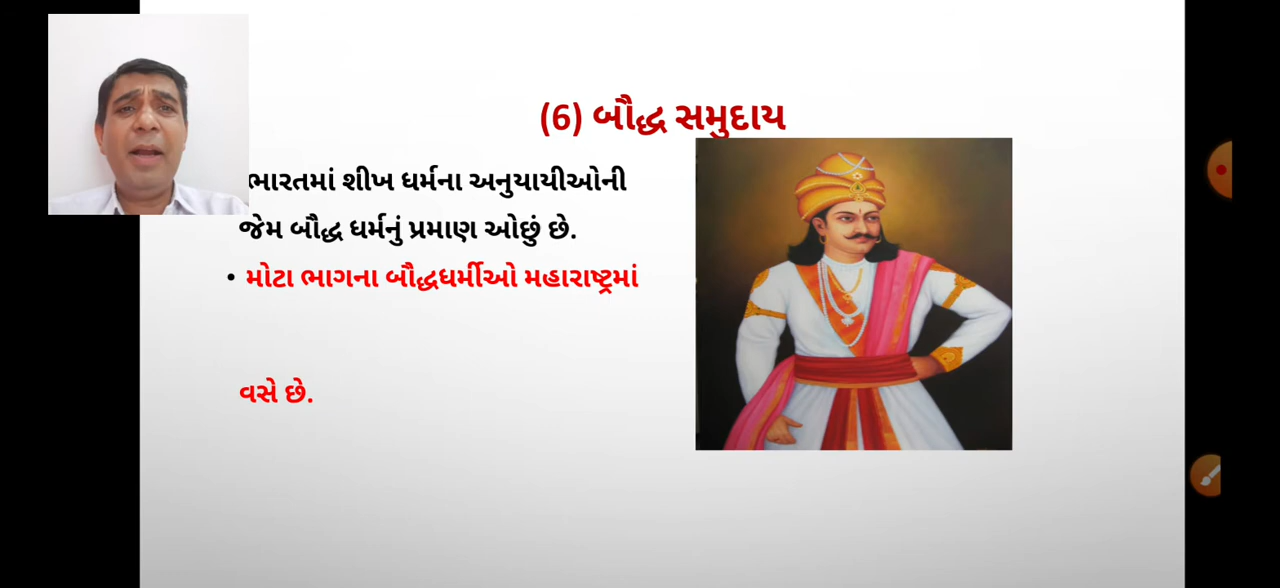 (6) બૌદ્ધ સમુદાય
ભારતમાં શીખ ધર્મના અનુયાયીઓની
જેમ બૌદ્ધ ધર્મનું પ્રમાણ ઓછું છે.
• મોટા ભાગના બૌદ્ધધર્મીઓ મહારાષ્ટ્રમાં
વસે છે.